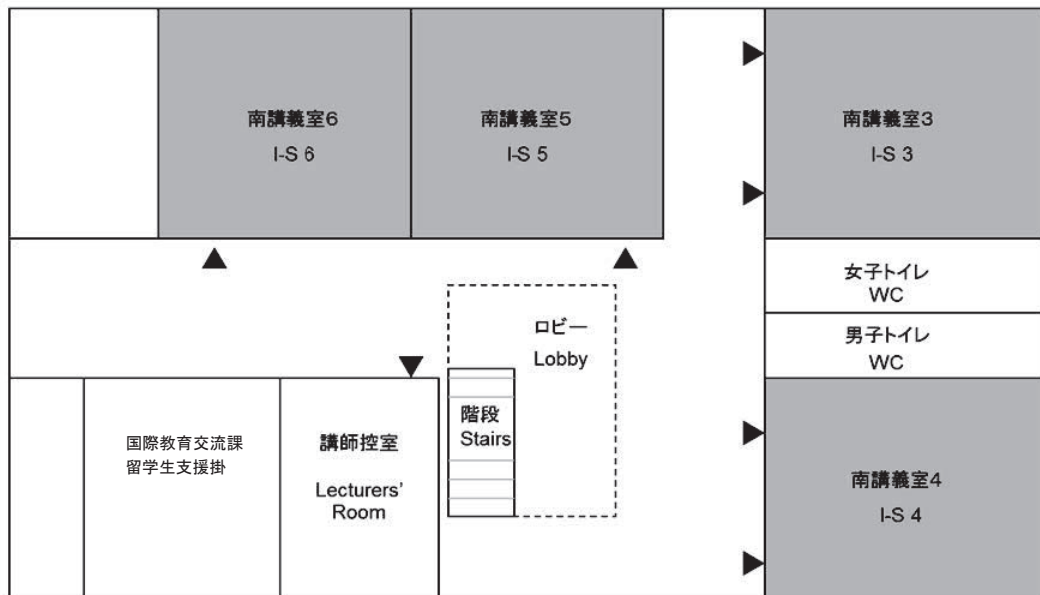 南講義室6
I-S 6
南講義室5
I-S 5
南講義室3
I-S 3
女子トイレ
WC
男子トイレ
WC
ロビー
Lobby
階段
Stairs
国際教育交流課
留学生支援掛
講師控室
Lecturers'
Room
南講義室4
I-S 4